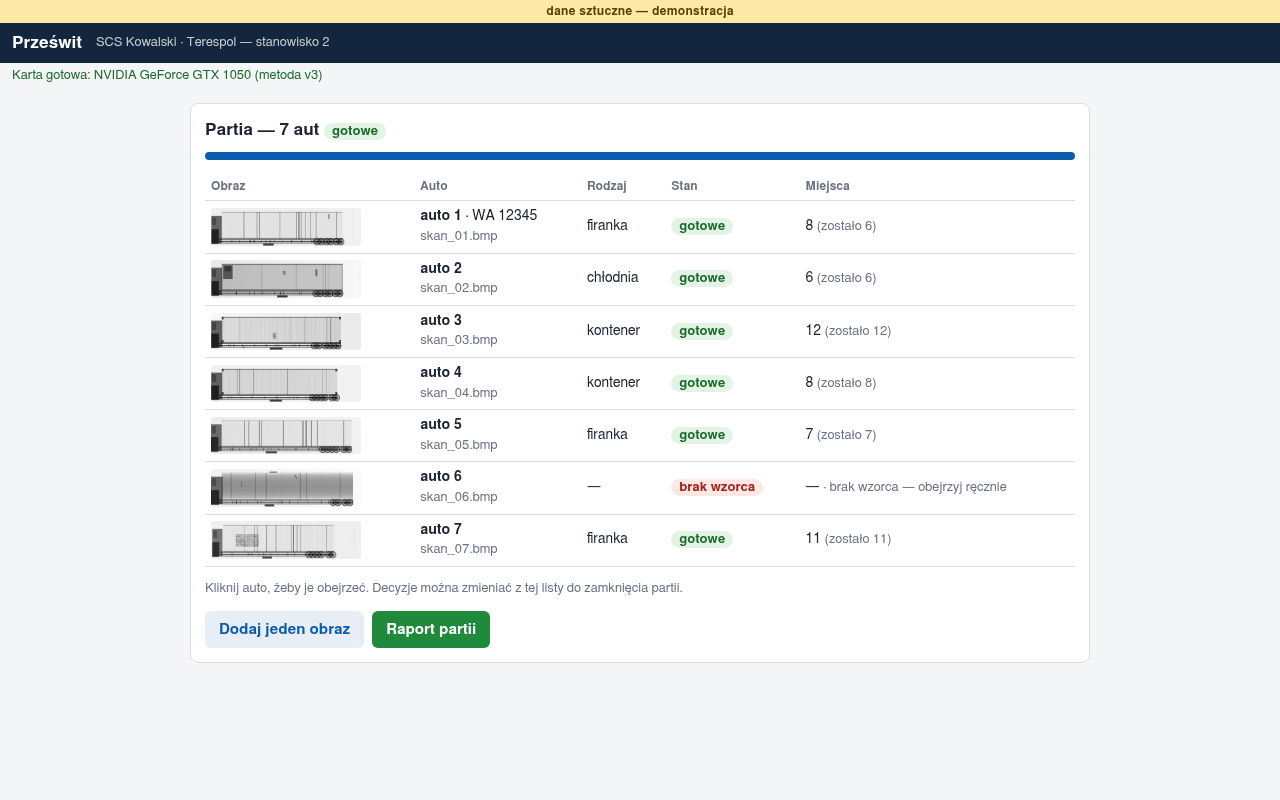 dane sztuczne — demonstracja
Prześwit SCS Kowalski · Terespol — stanowisko 2
Karta gotowa: NVIDIA GeForce GTX 1050 (metoda v3)
Partia — 7 aut gotowe
Obraz Auto Rodzaj Stan Miejsca
auto 1 · WA 12345
skan_01.bmp
firanka gotowe 8 (zostało 6)
auto 2
skan_02.bmp
chłodnia gotowe 6 (zostało 6)
auto 3
skan_03.bmp
kontener gotowe 12 (zostało 12)
auto 4
skan_04.bmp
kontener gotowe 8 (zostało 8)
auto 5
skan_05.bmp
firanka gotowe 7 (zostało 7)
auto 6
skan_06.bmp
— brak wzorca — · brak wzorca — obejrzyj ręcznie
auto 7
skan_07.bmp
firanka gotowe 11 (zostało 11)
Kliknij auto, żeby je obejrzeć. Decyzje można zmieniać z tej listy do zamknięcia partii.
Dodaj jeden obraz Raport partii